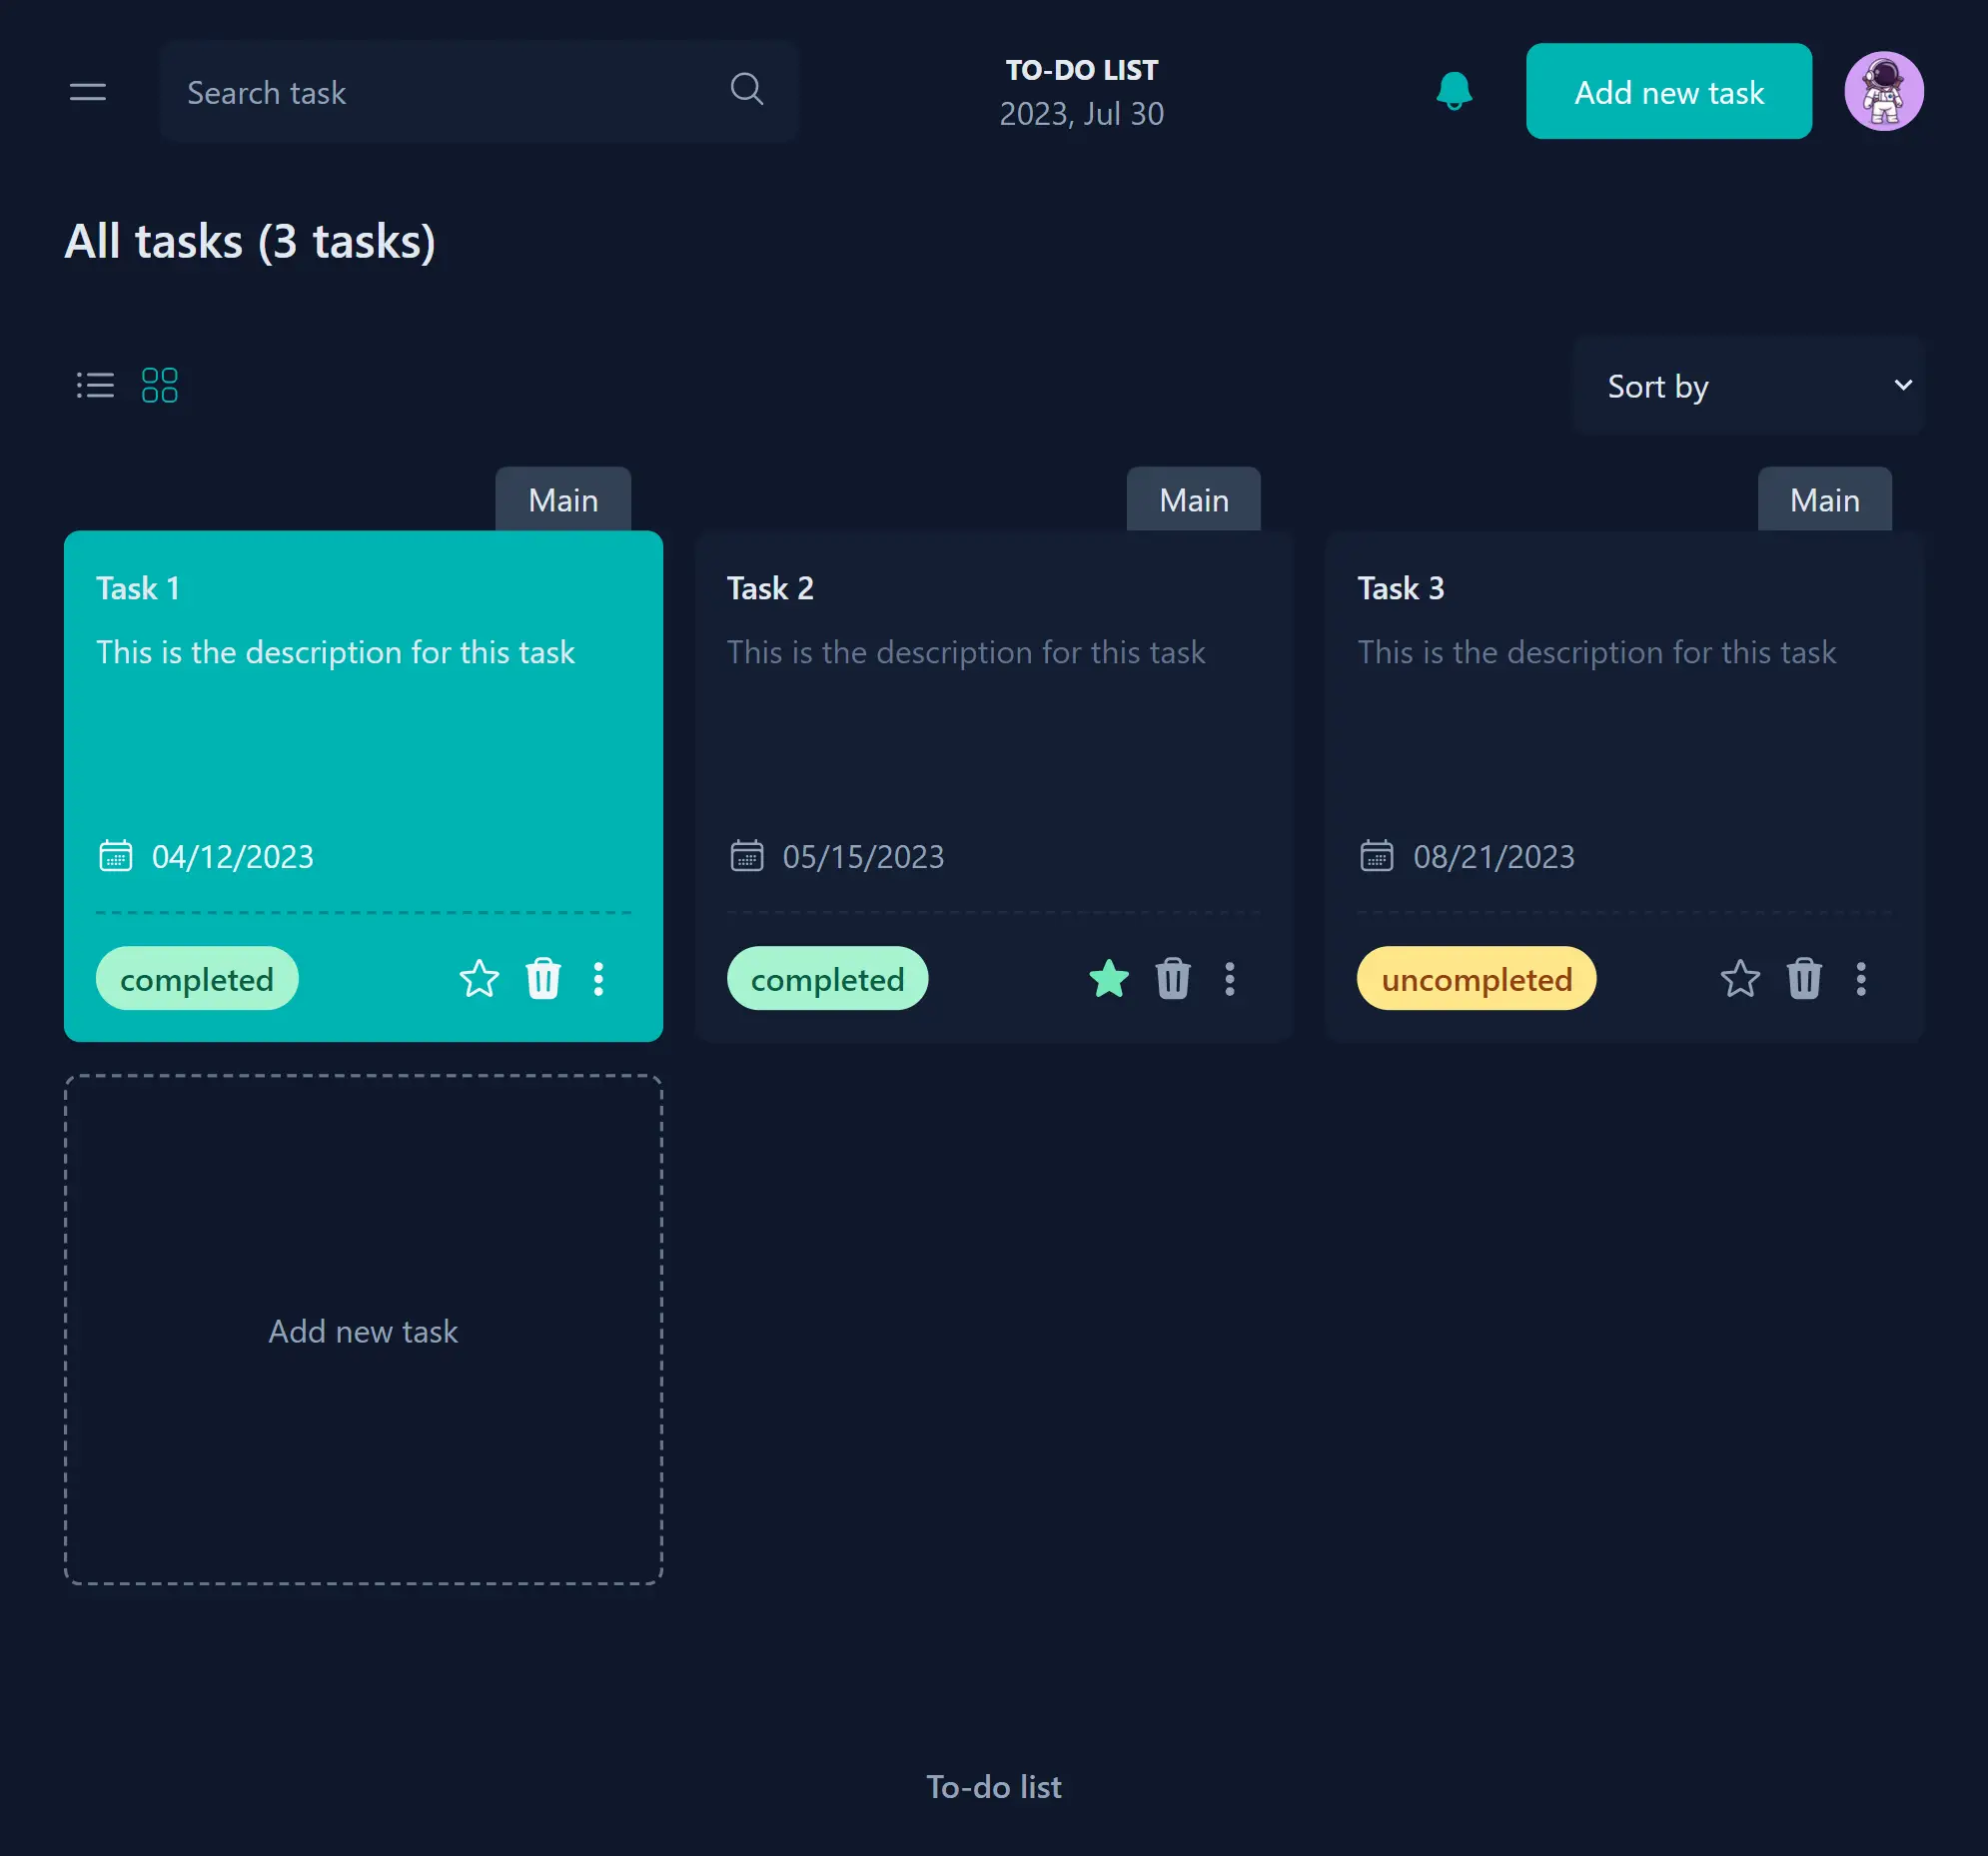 Search task
TO-DO LIST
2023, Jul 30
Add new task
All tasks (3 tasks)
Sort by
Main
Task 1
This is the description for this task
04/12/2023
completed
Main
Task 2
This is the description for this task
05/15/2023
completed
Main
Task 3
This is the description for this task
08/21/2023
uncompleted
Add new task
To-do list